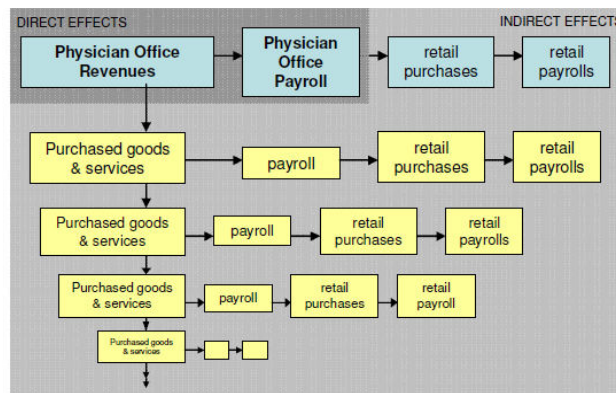 DIRECT EFFECTS
INDIRECT EFFECTS
Physician Office
Revenues
Physician
Office
Payroll
retail
purchases
retail
payrolls
Purchased goods
& services
payroll
retail
purchases
retail
payrolls
Purchased goods
& services
payroll
retail
purchases
retail
payrolls
Purchased goods
& services
payroll
retail
purchases
retail
payroll
Purchased goods
& services